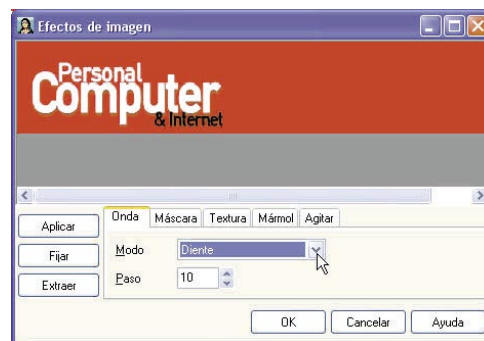 Efectos de imagen
Personal
Computer
& Internet
Onda Máscara Textura Mármol Agitar
Aplicar
Modo Diente
Fijar
Paso 10
Extraer
OK Cancelar Ayuda